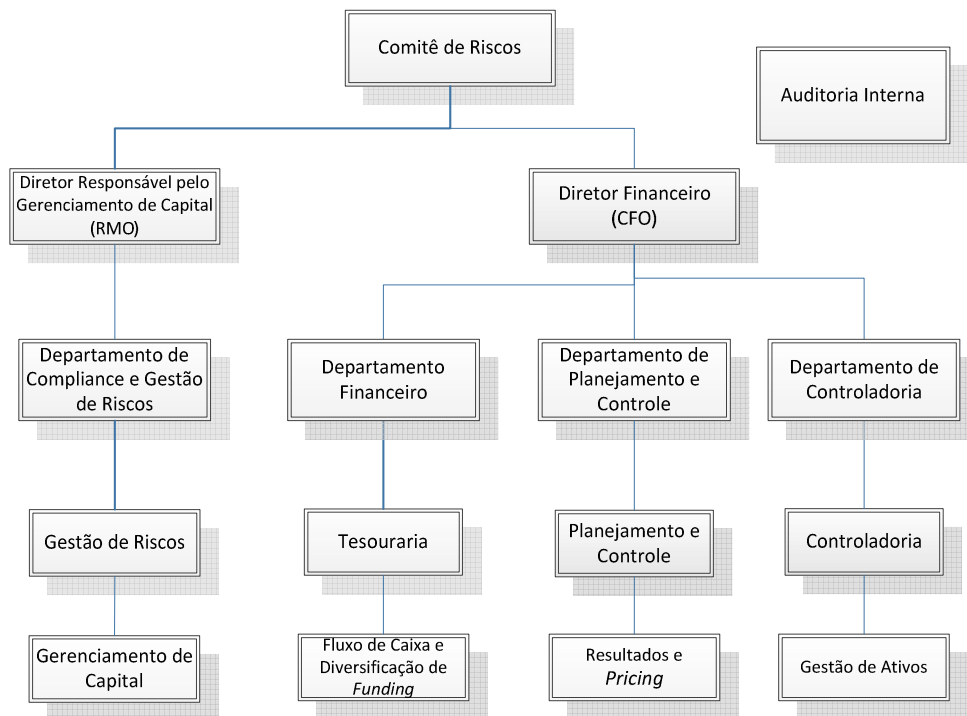 Comitê de Riscos
Auditoria Interna
Diretor Responsável pelo
Gerenciamento de Capital
(RMO)
Diretor Financeiro
(CFO)
Departamento de
Compliance e Gestão
de Riscos
Departamento
Financeiro
Departamento de
Planejamento e
Controle
Departamento de
Controladoria
Gestão de Riscos
Tesouraria
Planejamento e
Controle
Controladoria
Gerenciamento de
Capital
Fluxo de Caixa e
Diversificação de
Funding
Resultados e
Pricing
Gestão de Ativos